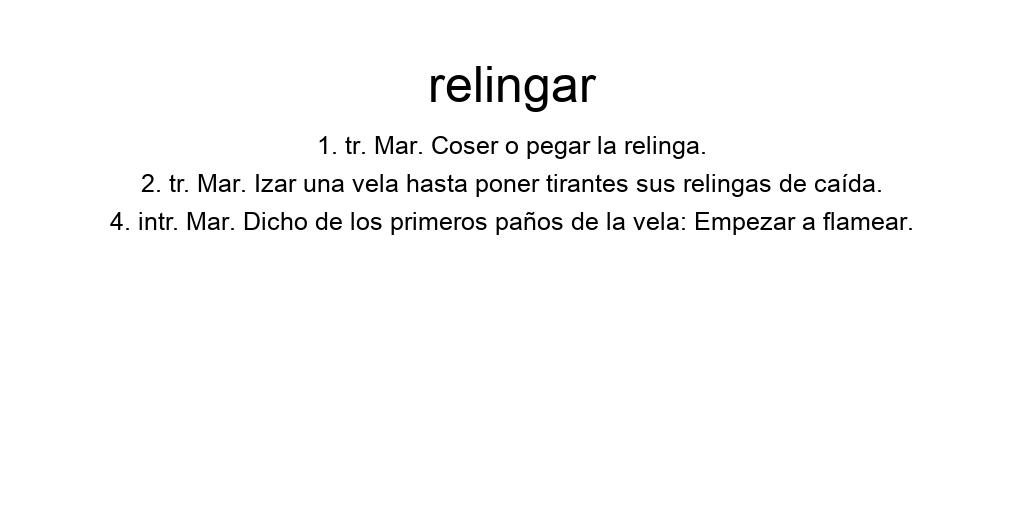 relingar
1. tr. Mar. Coser o pegar la relinga.
2. tr. Mar. Izar una vela hasta poner tirantes sus relingas de caída.
4. intr. Mar. Dicho de los primeros paños de la vela: Empezar a flamear.